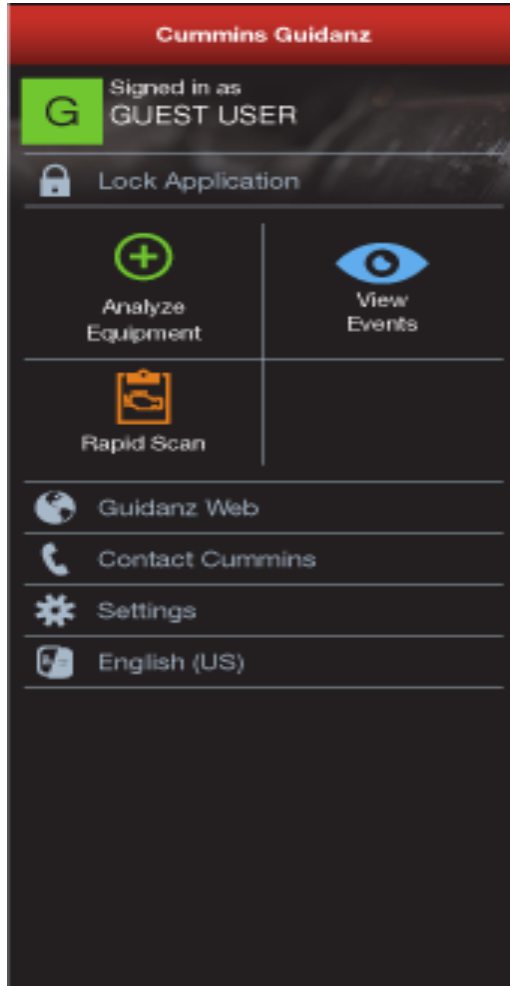 Cummins Guidanz
G
Signed in as
GUEST USER
Lock Application
Analyze
Equipment
View
Events
Rapid Scan
Guidanz Web
Contact Cummins
Settings
English (US)